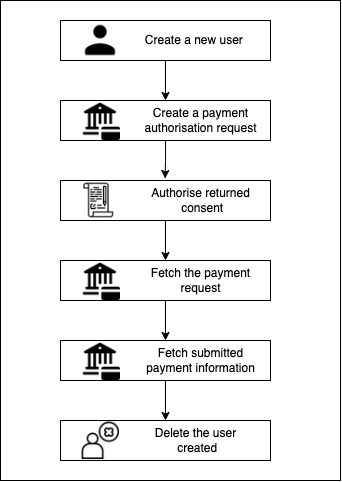 Create a new user
Create a payment
authorisation request
Authorise returned
consent
Fetch the payment
request
Fetch submitted
payment information
Delete the user
created